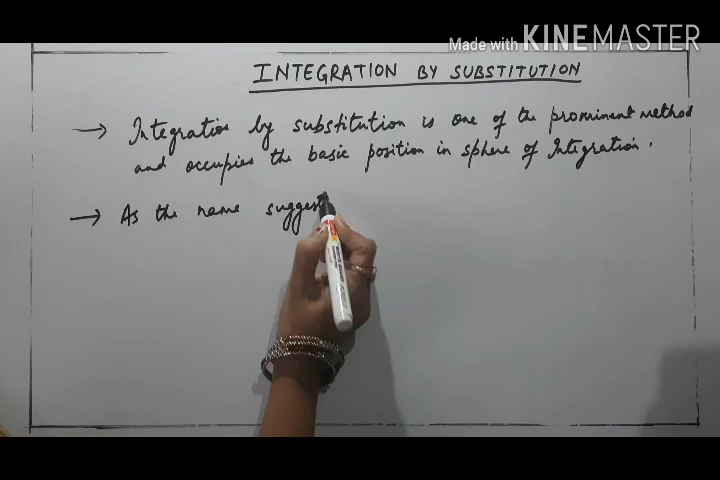 Made with KINEMASTER
INTEGRATION BY SUBSTITUTION
→ Integration by substitution is one of the prominent method
and occupies the basic position in sphere of Integration.
→ As the name suggest